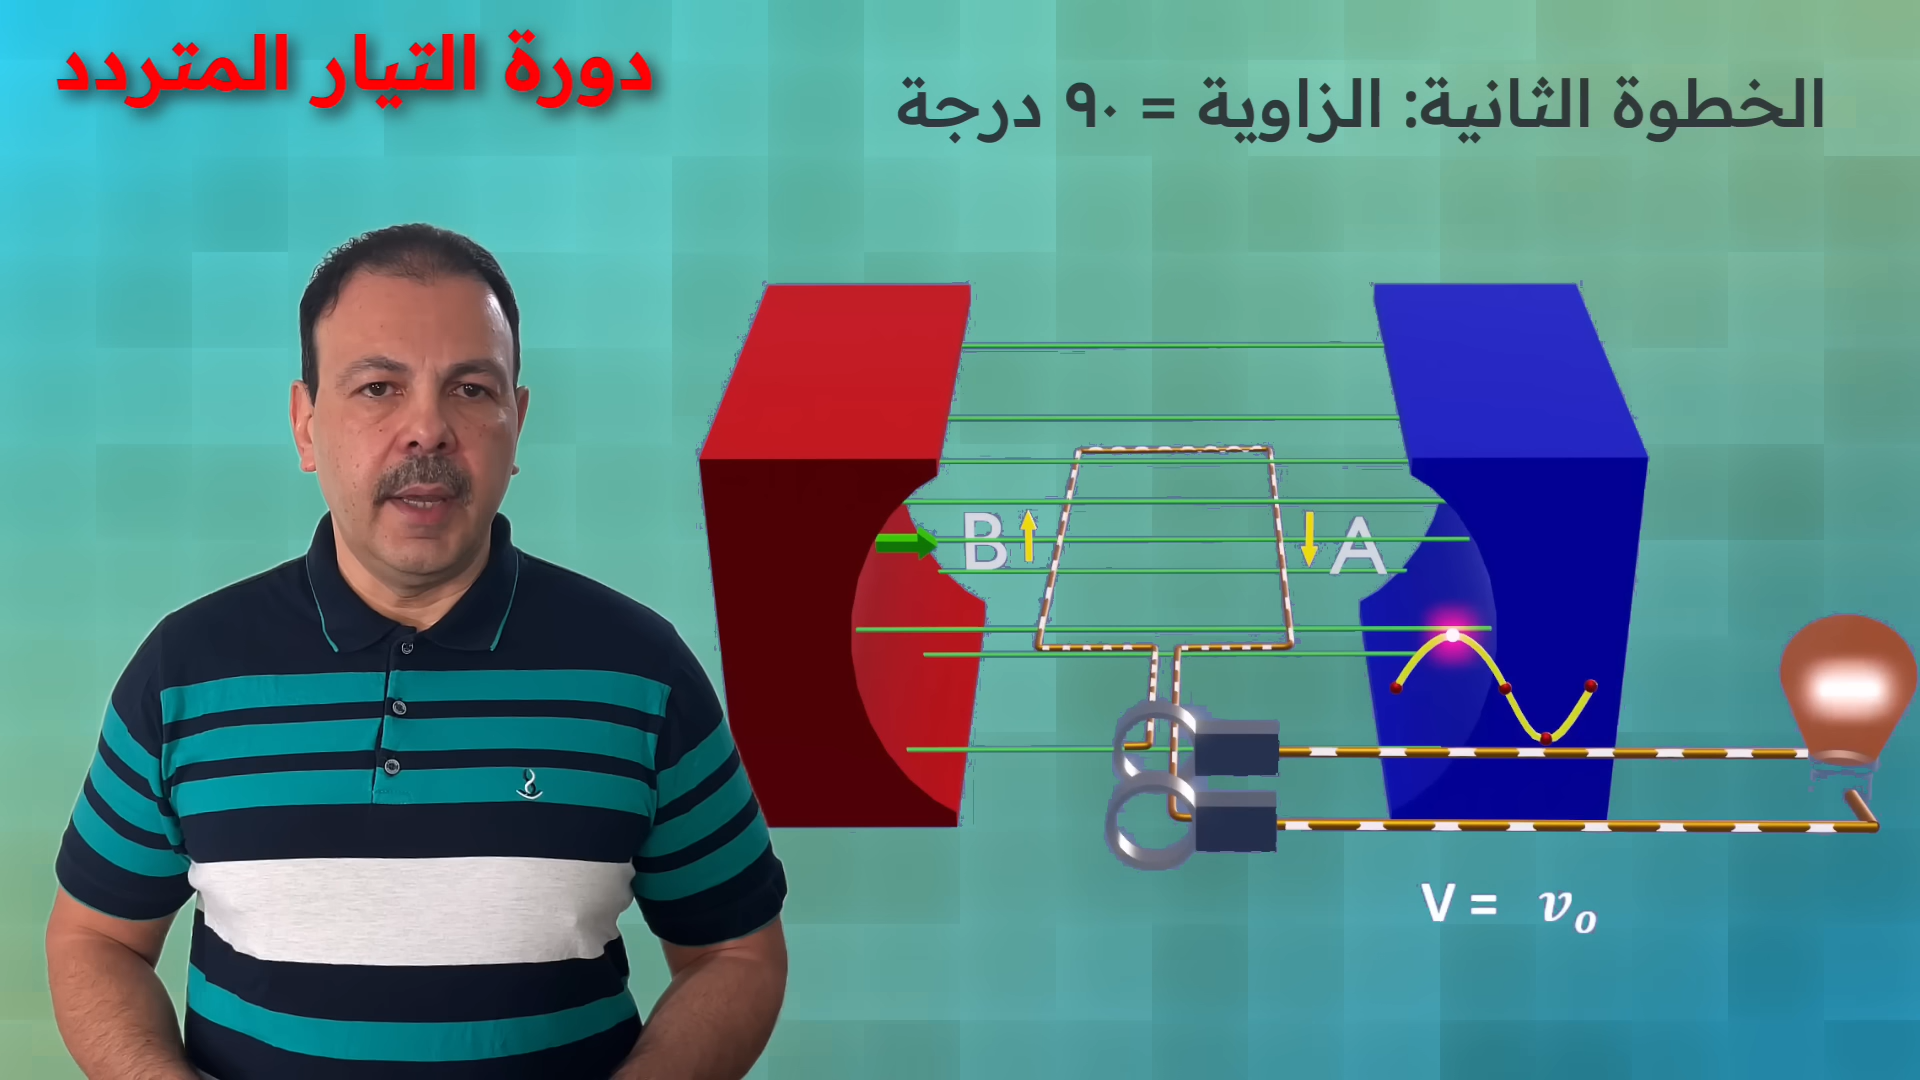 دورة التيار المتردد
الخطوة الثانية: الزاوية = ٩٠ درجة
B
A
V = v₀